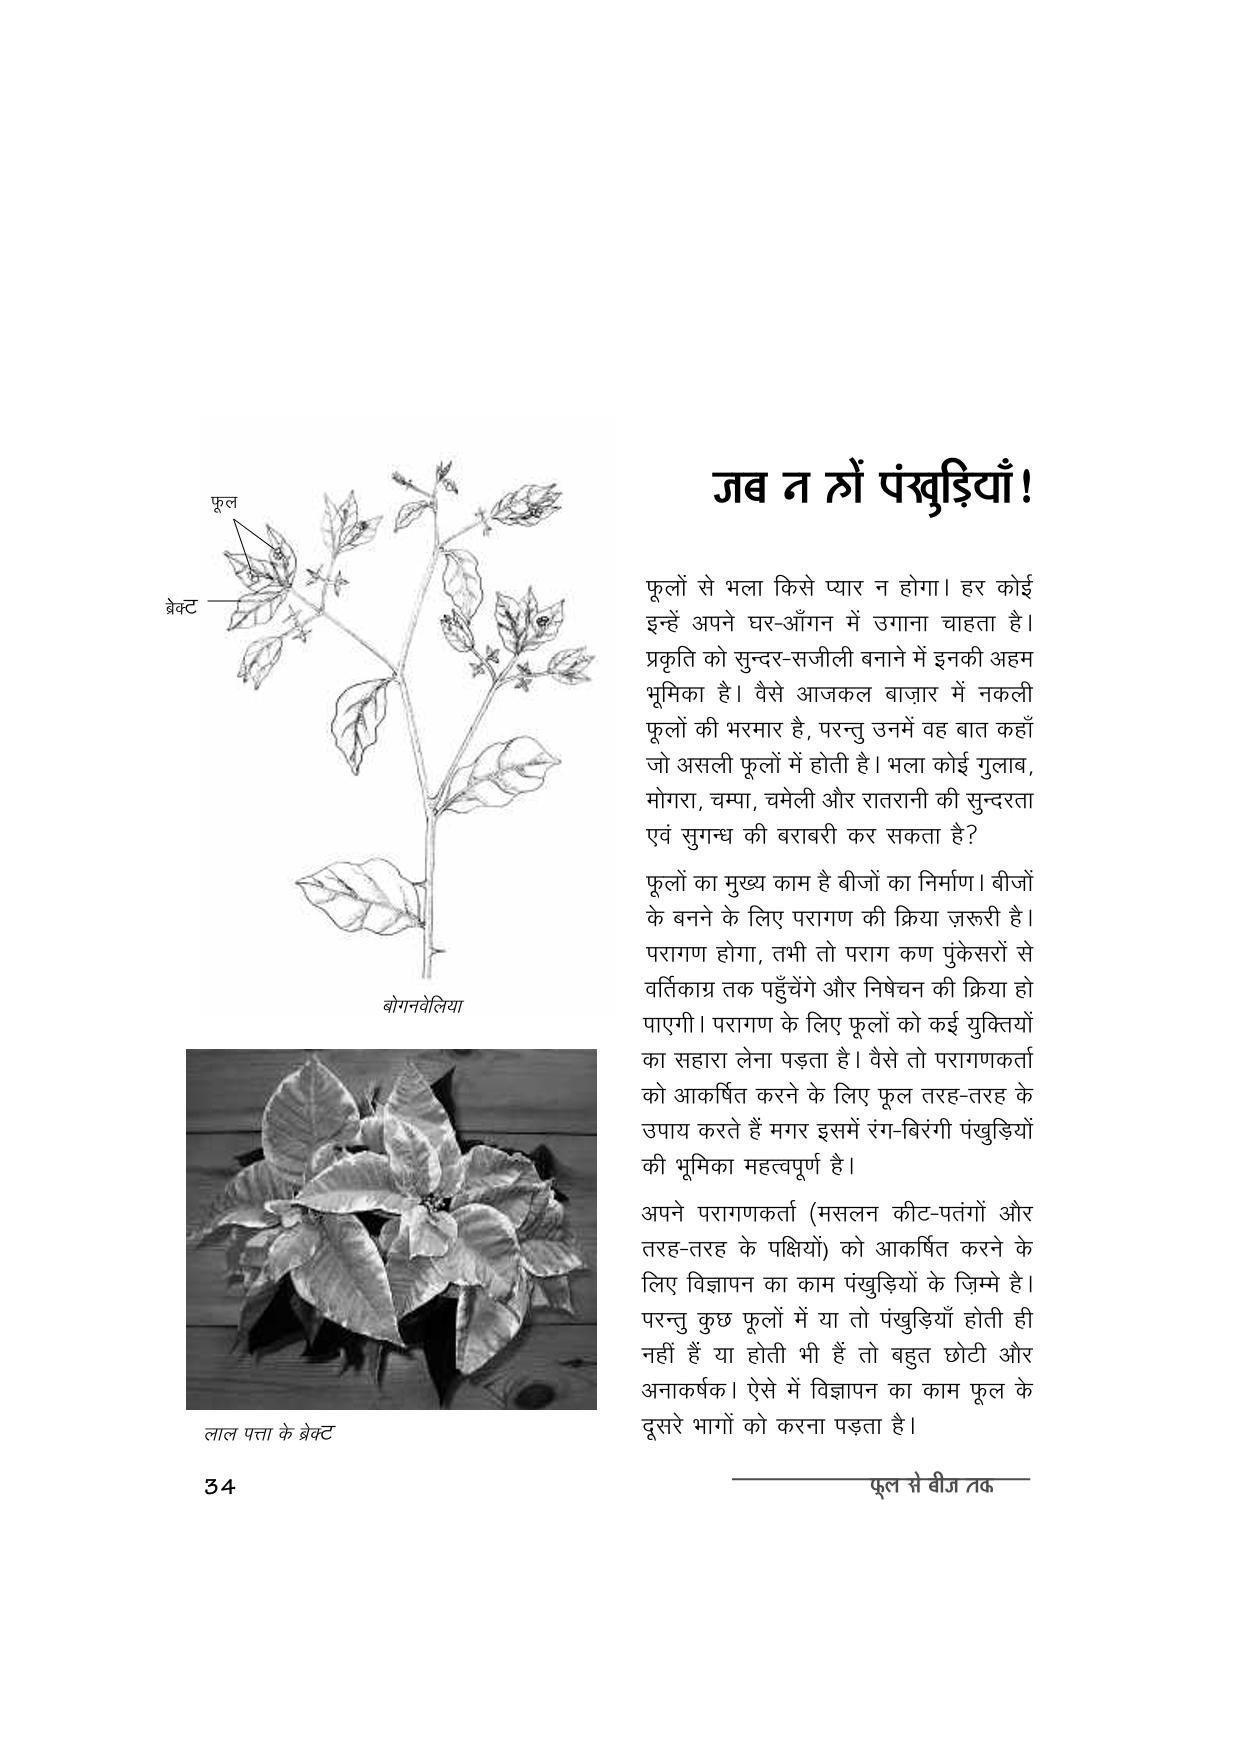 फूल
ब्रेक्ट
बोगनवेलिया
लाल पत्ता के ब्रेक्ट
जब न हों पंखुड़ियाँ!
फूलों से भला किसे प्यार न होगा। हर कोई
इन्हें अपने घर-आँगन में उगाना चाहता है।
प्रकृति को सुन्दर-सजीली बनाने में इनकी अहम
भूमिका है। वैसे आजकल बाज़ार में नकली
फूलों की भरमार है, परन्तु उनमें वह बात कहाँ
जो असली फूलों में होती है। भला कोई गुलाब,
मोगरा, चम्पा, चमेली और रातरानी की सुन्दरता
एवं सुगन्ध की बराबरी कर सकता है?
फूलों का मुख्य काम है बीजों का निर्माण। बीजों
के बनने के लिए परागण की क्रिया ज़रूरी है।
परागण होगा, तभी तो पराग कण पुंकेसरों से
वर्तिकाग्र तक पहुँचेंगे और निषेचन की क्रिया हो
पाएगी। परागण के लिए फूलों को कई युक्तियों
का सहारा लेना पड़ता है। वैसे तो परागणकर्ता
को आकर्षित करने के लिए फूल तरह-तरह के
उपाय करते हैं मगर इसमें रंग-बिरंगी पंखुड़ियों
की भूमिका महत्वपूर्ण है।
अपने परागणकर्ता (मसलन कीट-पतंगों और
तरह-तरह के पक्षियों) को आकर्षित करने के
लिए विज्ञापन का काम पंखुड़ियों के ज़िम्मे है।
परन्तु कुछ फूलों में या तो पंखुड़ियाँ होती ही
नहीं हैं या होती भी हैं तो बहुत छोटी और
अनाकर्षक। ऐसे में विज्ञापन का काम फूल के
दूसरे भागों को करना पड़ता है।
34
फूल से बीज तक